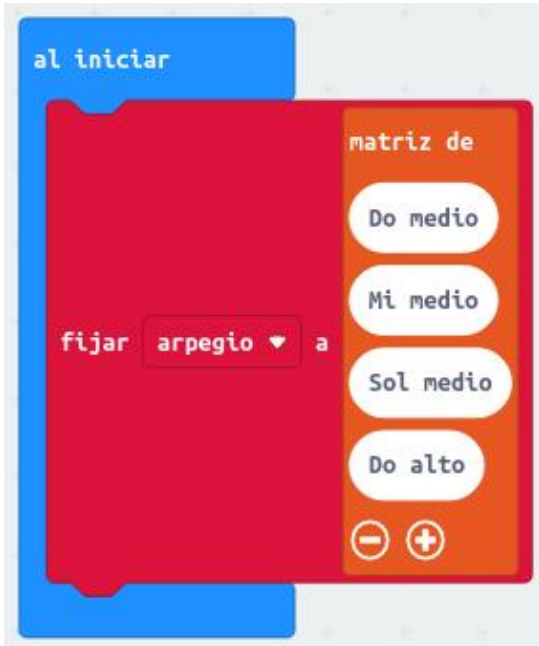 al iniciar
matriz de
Do medio
Mi medio
fijar arpegio a
Sol medio
Do alto